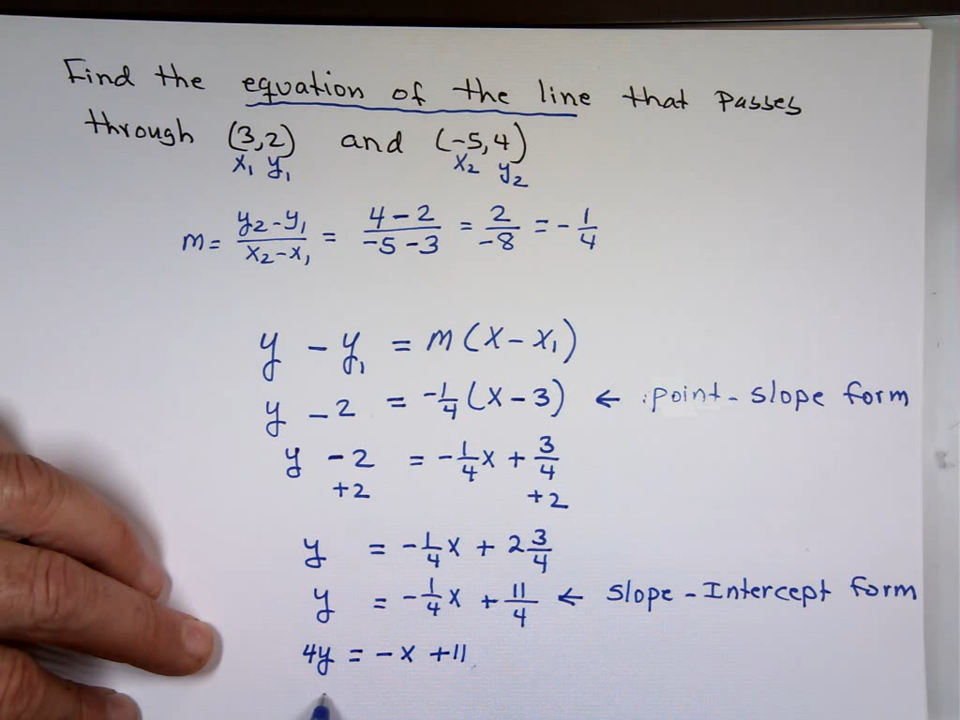 Find the equation of the line that passes
through (3,2) and (-5,4)
x₁ y₁ x₂ y₂
m = (y₂-y₁)/(x₂-x₁) = (4-2)/(-5-3) = 2/-8 = -1/4
y - y₁ = m(x-x₁)
y - 2 = -1/4(x-3) ← :point-slope form
y - 2 = -1/4x + 3/4
+2 +2
y = -1/4x + 2 3/4
y = -1/4x + 11/4 ← slope-Intercept form
4y = -x +11